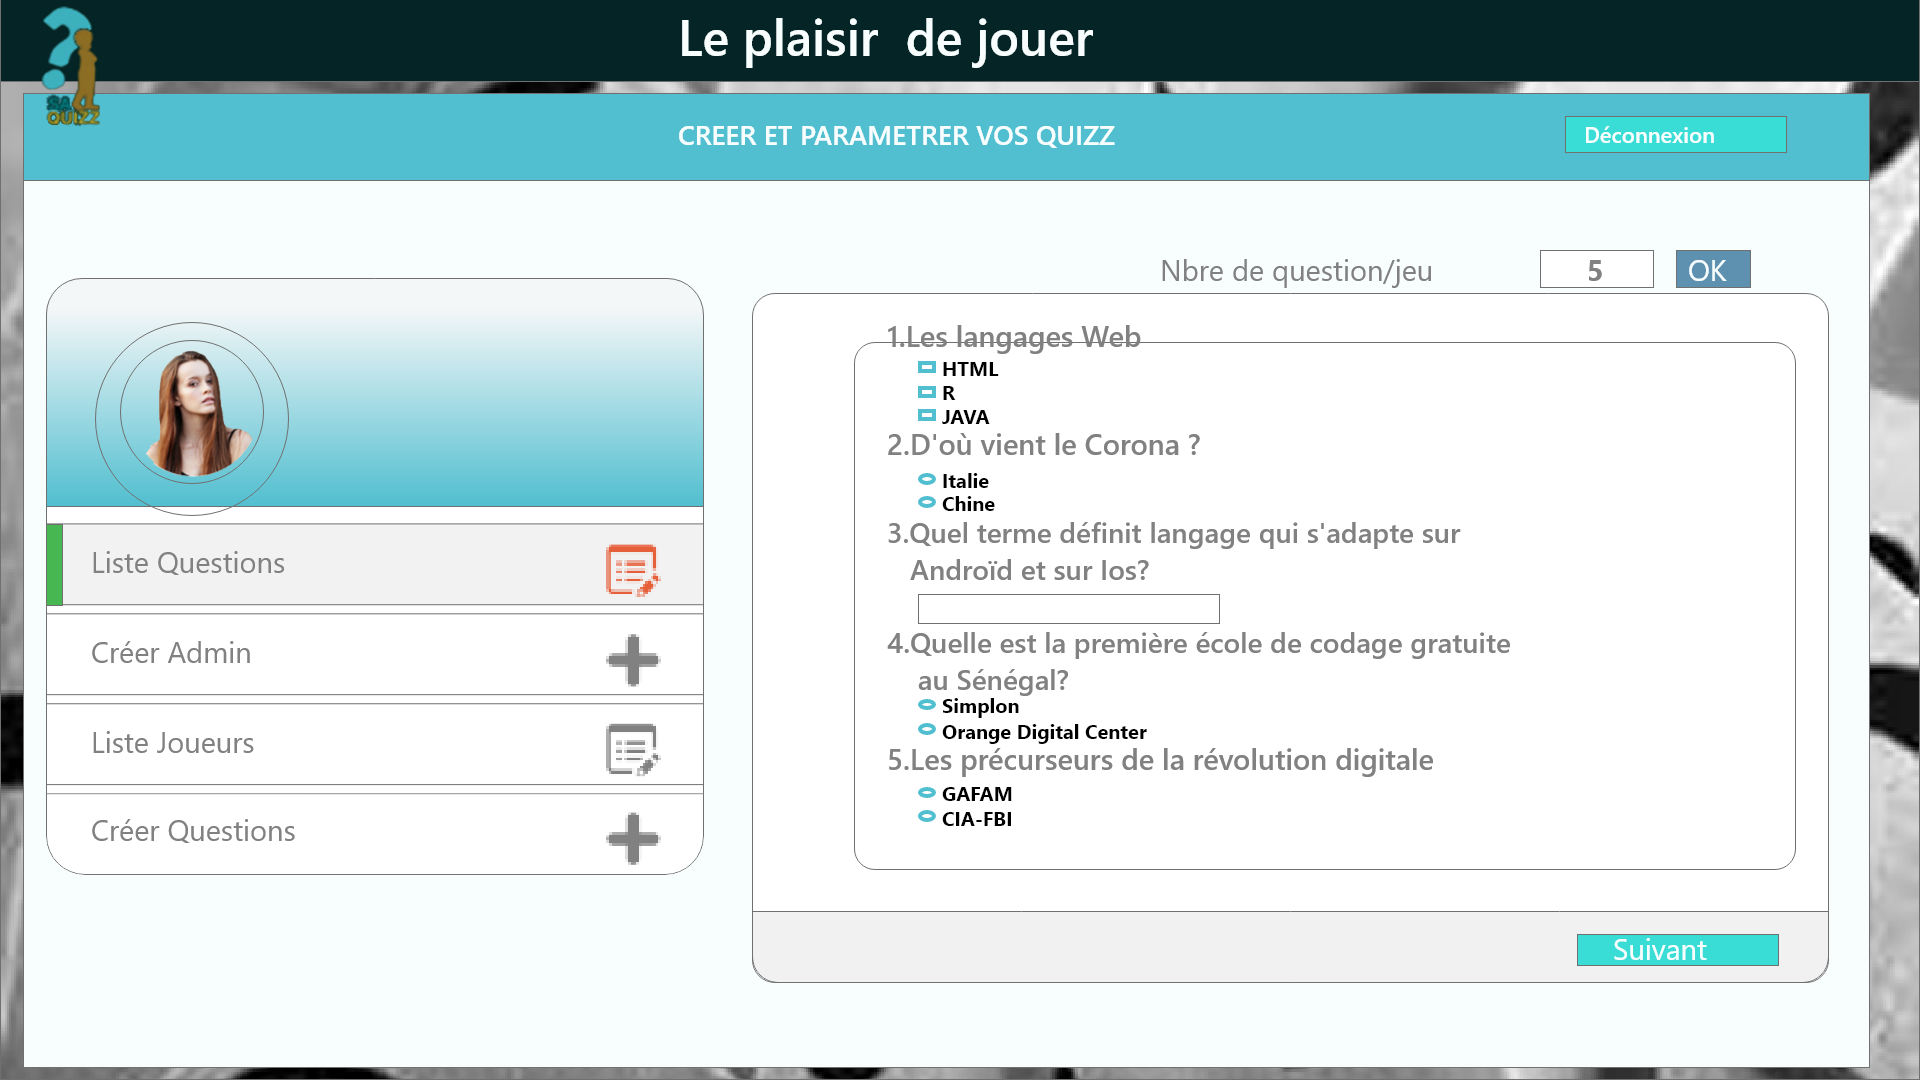 Le plaisir de jouer
SA
QUIZZ
CREER ET PARAMETRER VOS QUIZZ
Déconnexion
Nbre de question/jeu
5
OK
Liste Questions
Créer Admin
Liste Joueurs
Créer Questions
1.Les langages Web
HTML
R
JAVA
2.D'où vient le Corona ?
Italie
Chine
3.Quel terme définit langage qui s'adapte sur
Androïd et sur Ios?
4.Quelle est la première école de codage gratuite
au Sénégal?
Simplon
Orange Digital Center
5.Les précurseurs de la révolution digitale
GAFAM
CIA-FBI
Suivant